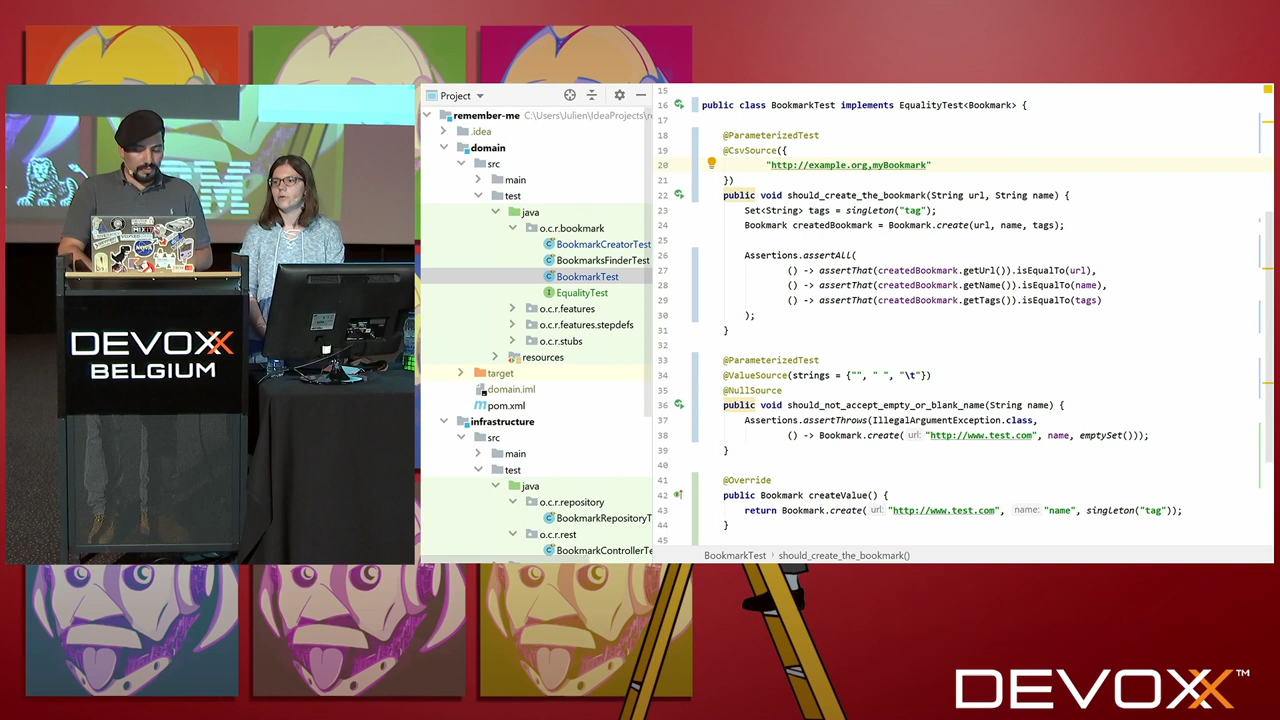 DEVOXX
BELGIUM
Project
remember-me C:\Users\Julien\IdeaProjects\r
.idea
domain
src
main
test
java
o.c.r.bookmark
BookmarkCreatorTest
BookmarksFinderTest
BookmarkTest
EqualityTest
o.c.r.features
o.c.r.features.stepdefs
o.c.r.stubs
resources
target
domain.iml
pom.xml
infrastructure
src
main
test
java
o.c.r.repository
BookmarkRepositoryT
o.c.r.rest
BookmarkControllerTe
15
16 public class BookmarkTest implements EqualityTest<Bookmark> {
17
18 @ParameterizedTest
19 @CsvSource({
20 "http://example.org,myBookmark"
21 })
22 public void should_create_the_bookmark(String url, String name) {
23 Set<String> tags = singleton("tag");
24 Bookmark createdBookmark = Bookmark.create(url, name, tags);
25
26 Assertions.assertAll(
27 () -> assertThat(createdBookmark.getUrl()).isEqualTo(url),
28 () -> assertThat(createdBookmark.getName()).isEqualTo(name),
29 () -> assertThat(createdBookmark.getTags()).isEqualTo(tags)
30 );
31 }
32
33 @ParameterizedTest
34 @ValueSource(strings = {"", " ", "\t"})
35 @NullSource
36 public void should_not_accept_empty_or_blank_name(String name) {
37 Assertions.assertThrows(IllegalArgumentException.class,
38 () -> Bookmark.create( url: "http://www.test.com", name, emptySet()));
39 }
40
41 @Override
42 public Bookmark createValue() {
43 return Bookmark.create( url: "http://www.test.com", name: "name", singleton("tag"));
44 }
45
BookmarkTest › should_create_the_bookmark()
DEVOXX™